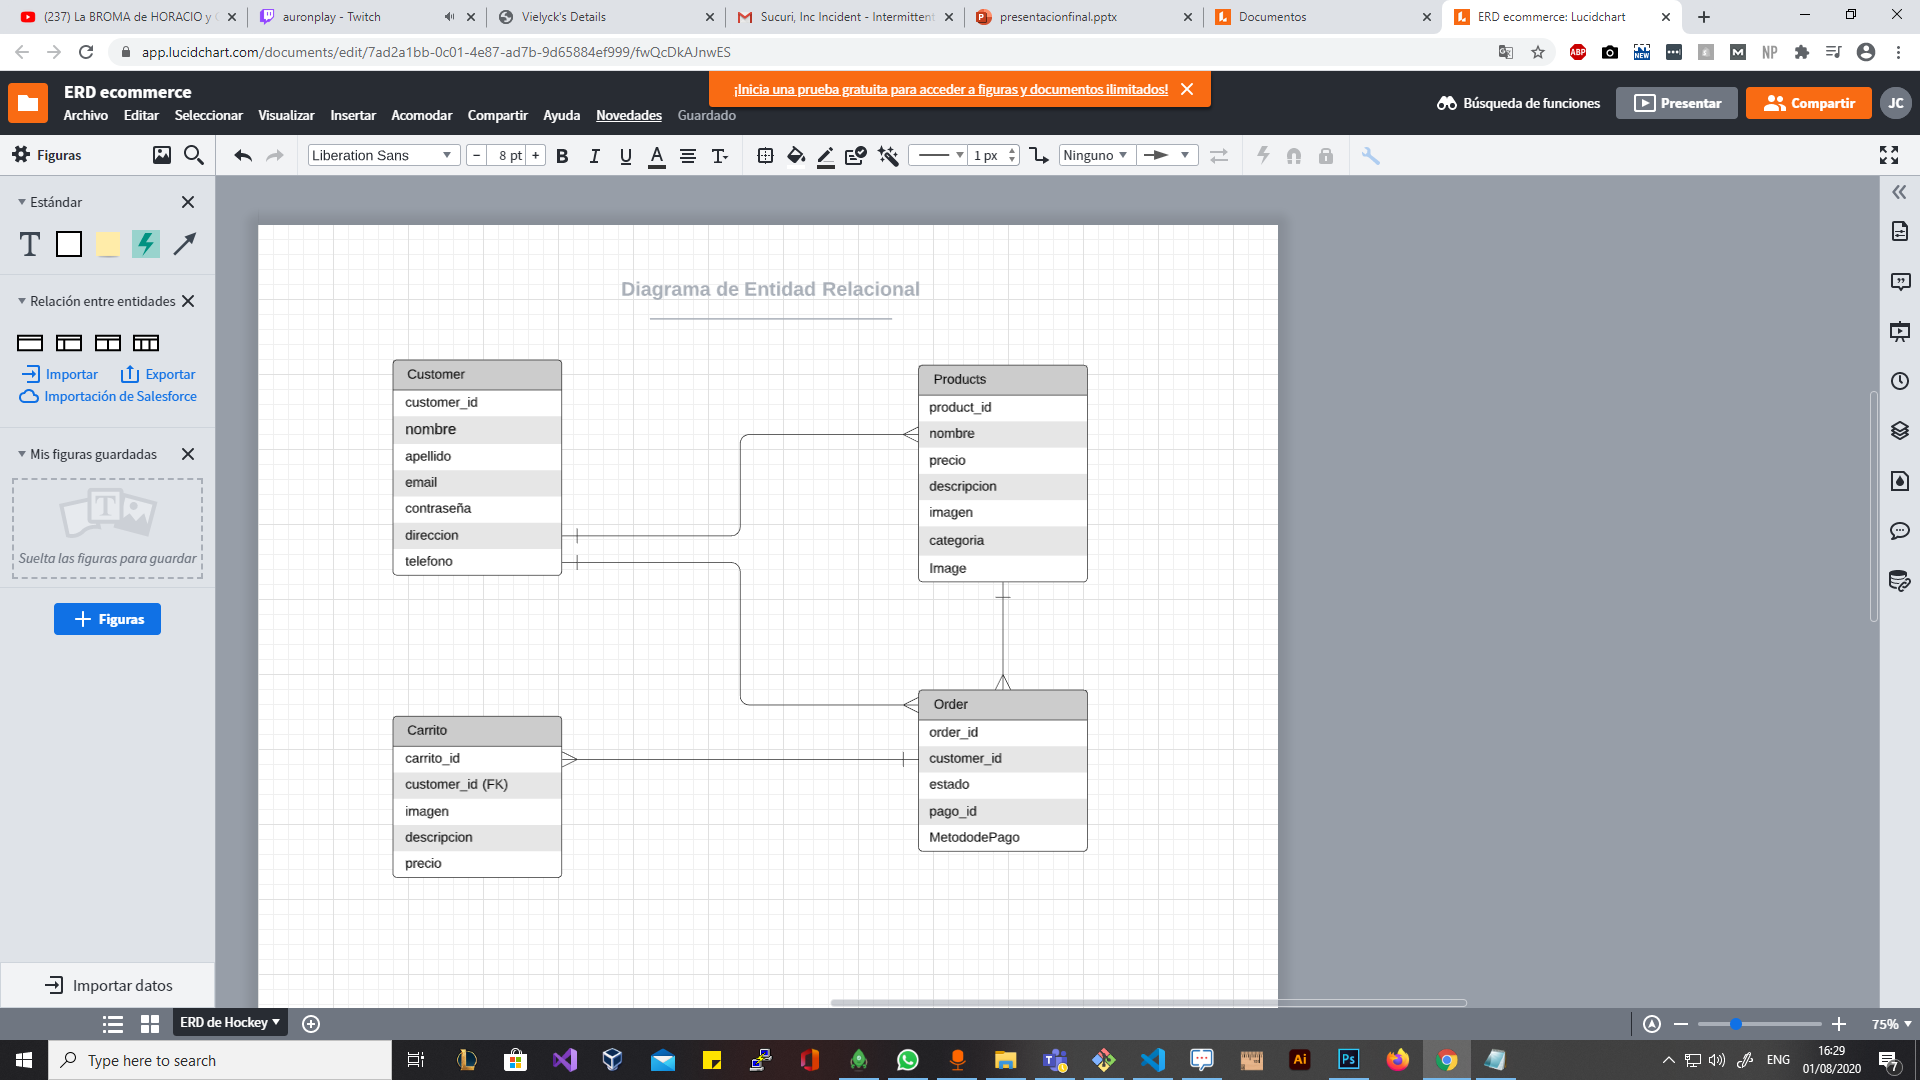 (237) La BROMA de HORACIO y
auronplay - Twitch
Vielyck's Details
Sucuri, Inc Incident - Intermittent
presentacionfinal.pptx
Documentos
ERD ecommerce: Lucidchart
app.lucidchart.com/documents/edit/7ad2a1bb-0c01-4e87-ad7b-9d65884ef999/fwQcDkAJnwES
ABP
NEW
M
NP
ERD ecommerce
¡Inicia una prueba gratuita para acceder a figuras y documentos ilimitados!
Archivo Editar Seleccionar Visualizar Insertar Acomodar Compartir Ayuda Novedades Guardado
Búsqueda de funciones
Presentar
Compartir
JC
Figuras
Liberation Sans
8 pt
B I U A T
1 px
Ninguno
Estándar
T
Relación entre entidades
Importar Exportar
Importación de Salesforce
Mis figuras guardadas
T
Suelta las figuras para guardar
+ Figuras
Importar datos
Diagrama de Entidad Relacional
Customer
customer_id
nombre
apellido
email
contraseña
direccion
telefono
Products
product_id
nombre
precio
descripcion
imagen
categoria
Image
Carrito
carrito_id
customer_id (FK)
imagen
descripcion
precio
Order
order_id
customer_id
estado
pago_id
MetododePago
ERD de Hockey
75%
Type here to search
Ai
Ps
ENG
16:29
01/08/2020
7